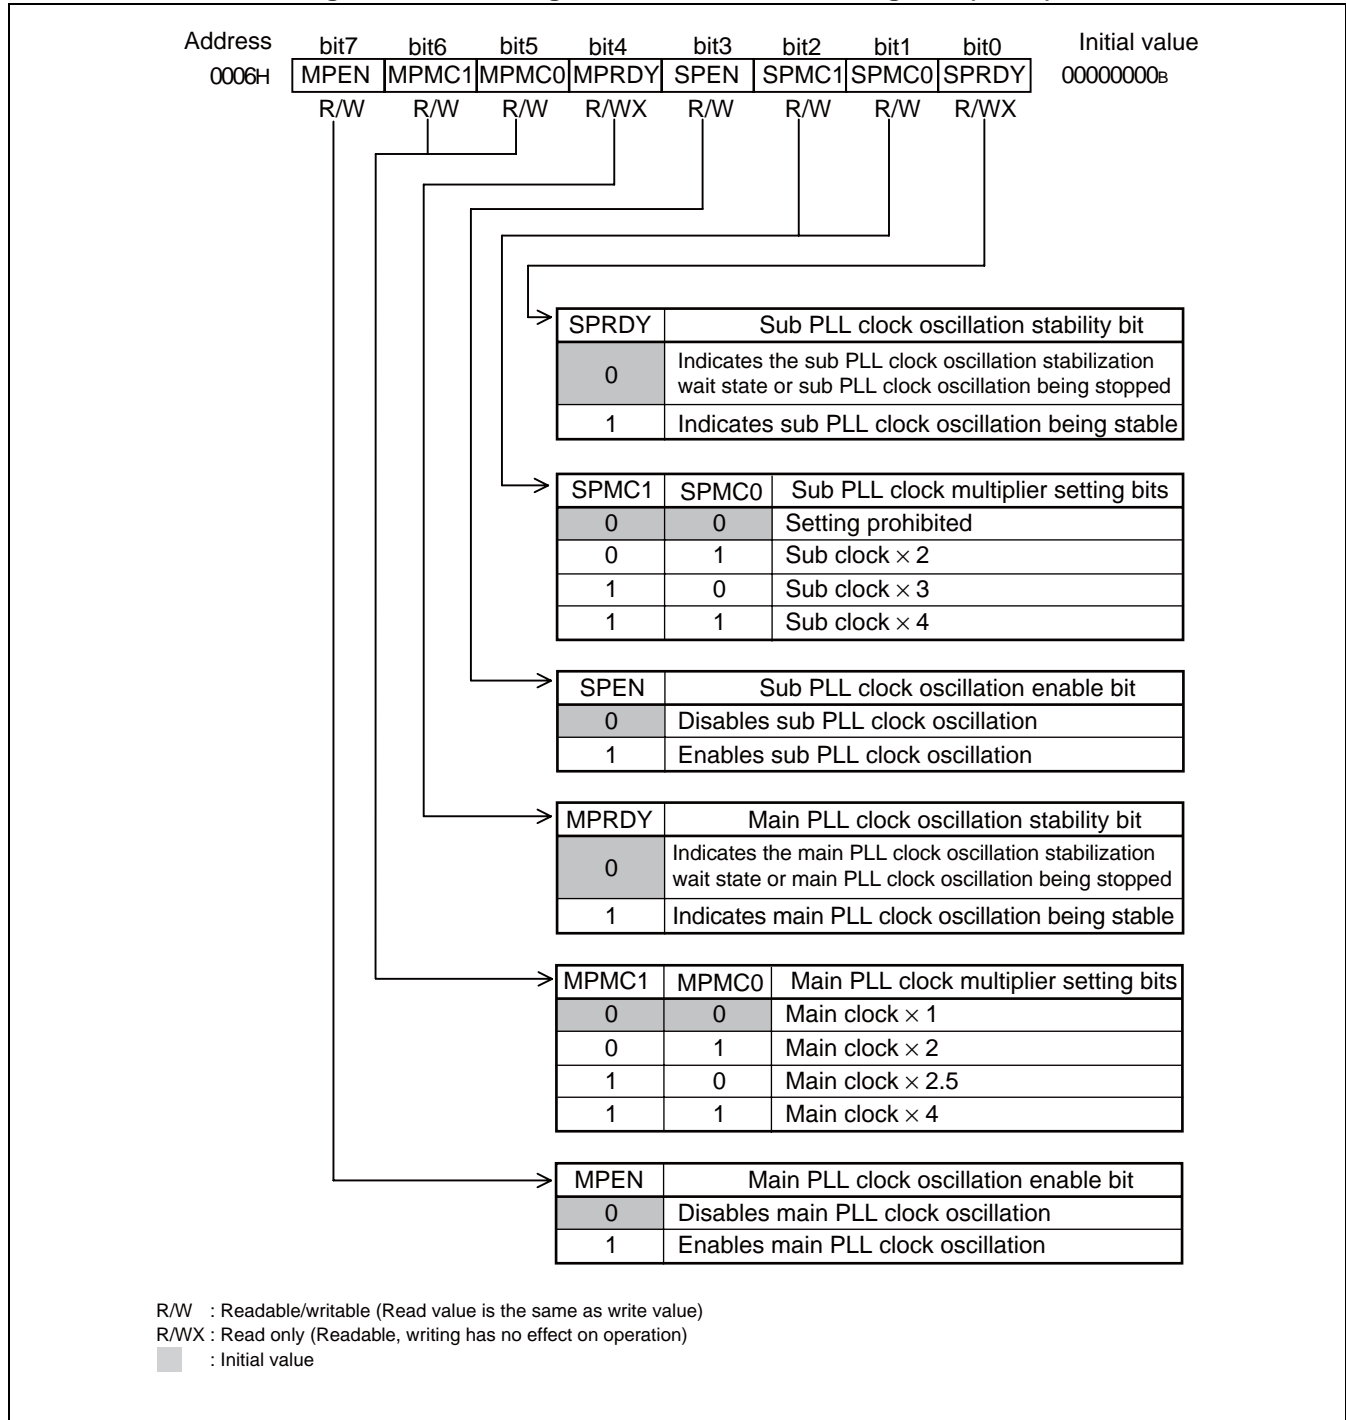 Address bit7 bit6 bit5 bit4 bit3 bit2 bit1 bit0 Initial value
0006H MPEN MPMC1 MPMC0 MPRDY SPEN SPMC1 SPMC0 SPRDY 00000000B
R/W R/W R/W R/WX R/W R/W R/W R/WX
SPRDY Sub PLL clock oscillation stability bit
0 Indicates the sub PLL clock oscillation stabilization
wait state or sub PLL clock oscillation being stopped
1 Indicates sub PLL clock oscillation being stable
SPMC1 SPMC0 Sub PLL clock multiplier setting bits
0 0 Setting prohibited
0 1 Sub clock × 2
1 0 Sub clock × 3
1 1 Sub clock × 4
SPEN Sub PLL clock oscillation enable bit
0 Disables sub PLL clock oscillation
1 Enables sub PLL clock oscillation
MPRDY Main PLL clock oscillation stability bit
0 Indicates the main PLL clock oscillation stabilization
wait state or main PLL clock oscillation being stopped
1 Indicates main PLL clock oscillation being stable
MPMC1 MPMC0 Main PLL clock multiplier setting bits
0 0 Main clock × 1
0 1 Main clock × 2
1 0 Main clock × 2.5
1 1 Main clock × 4
MPEN Main PLL clock oscillation enable bit
0 Disables main PLL clock oscillation
1 Enables main PLL clock oscillation
R/W : Readable/writable (Read value is the same as write value)
R/WX : Read only (Readable, writing has no effect on operation)
: Initial value